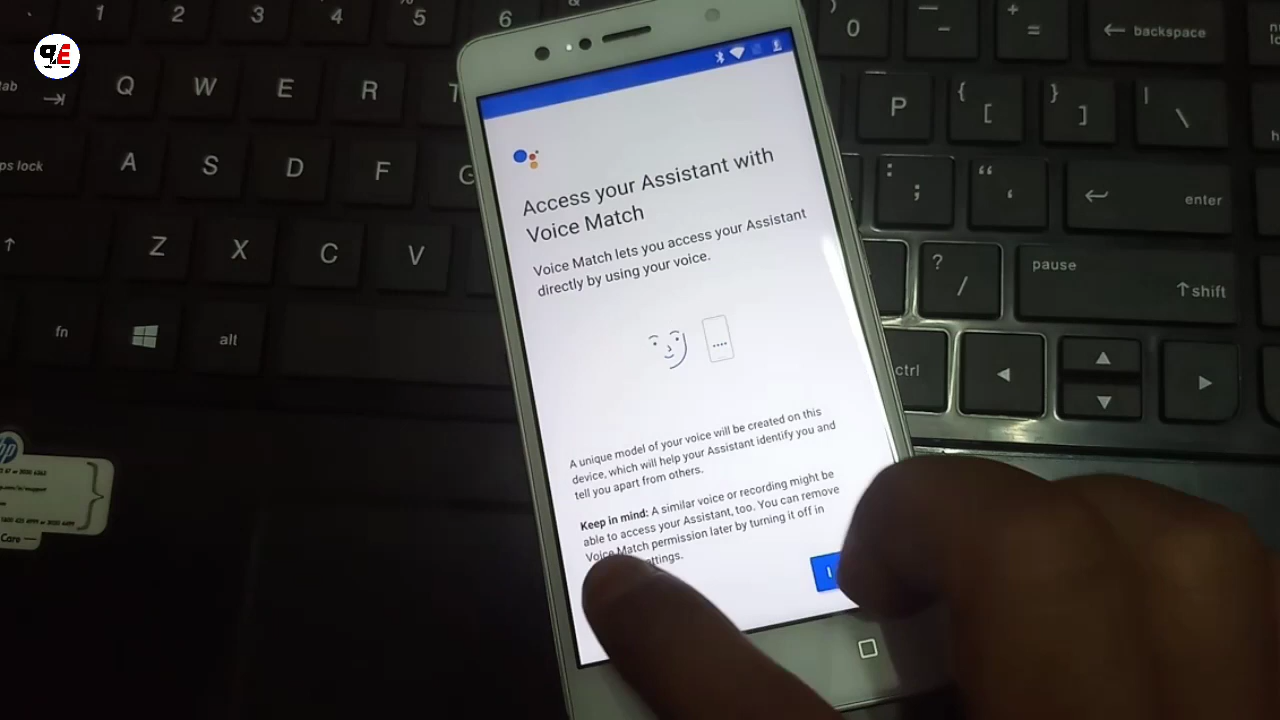 Access your Assistant with
Voice Match
Voice Match lets you access your Assistant
directly by using your voice.
A unique model of your voice will be created on this
device, which will help your Assistant identify you and
tell you apart from others.
Keep in mind: A similar voice or recording might be
able to access your Assistant, too. You can remove
Voice Match permission later by turning it off in
ettings.
I
1 2 3 4 5 6 ) 0 — - + = ← backspace
tab Q W E R T P { [ } ] | \
ps lock A S D F G : ; “ ‘ ← enter
↑ Z X C V ? / pause ↑ shift
fn alt ctrl ◀ ▲ ▼ ▶
hp
Care —